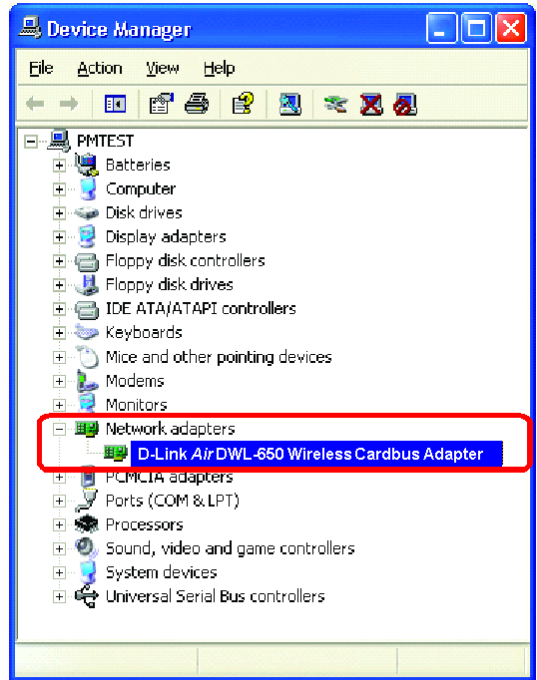 Device Manager
File Action View Help
PMTEST
Batteries
Computer
Disk drives
Display adapters
Floppy disk controllers
Floppy disk drives
IDE ATA/ATAPI controllers
Keyboards
Mice and other pointing devices
Modems
Monitors
Network adapters
D-Link Air DWL-650 Wireless Cardbus Adapter
PCMCIA adapters
Ports (COM & LPT)
Processors
Sound, video and game controllers
System devices
Universal Serial Bus controllers